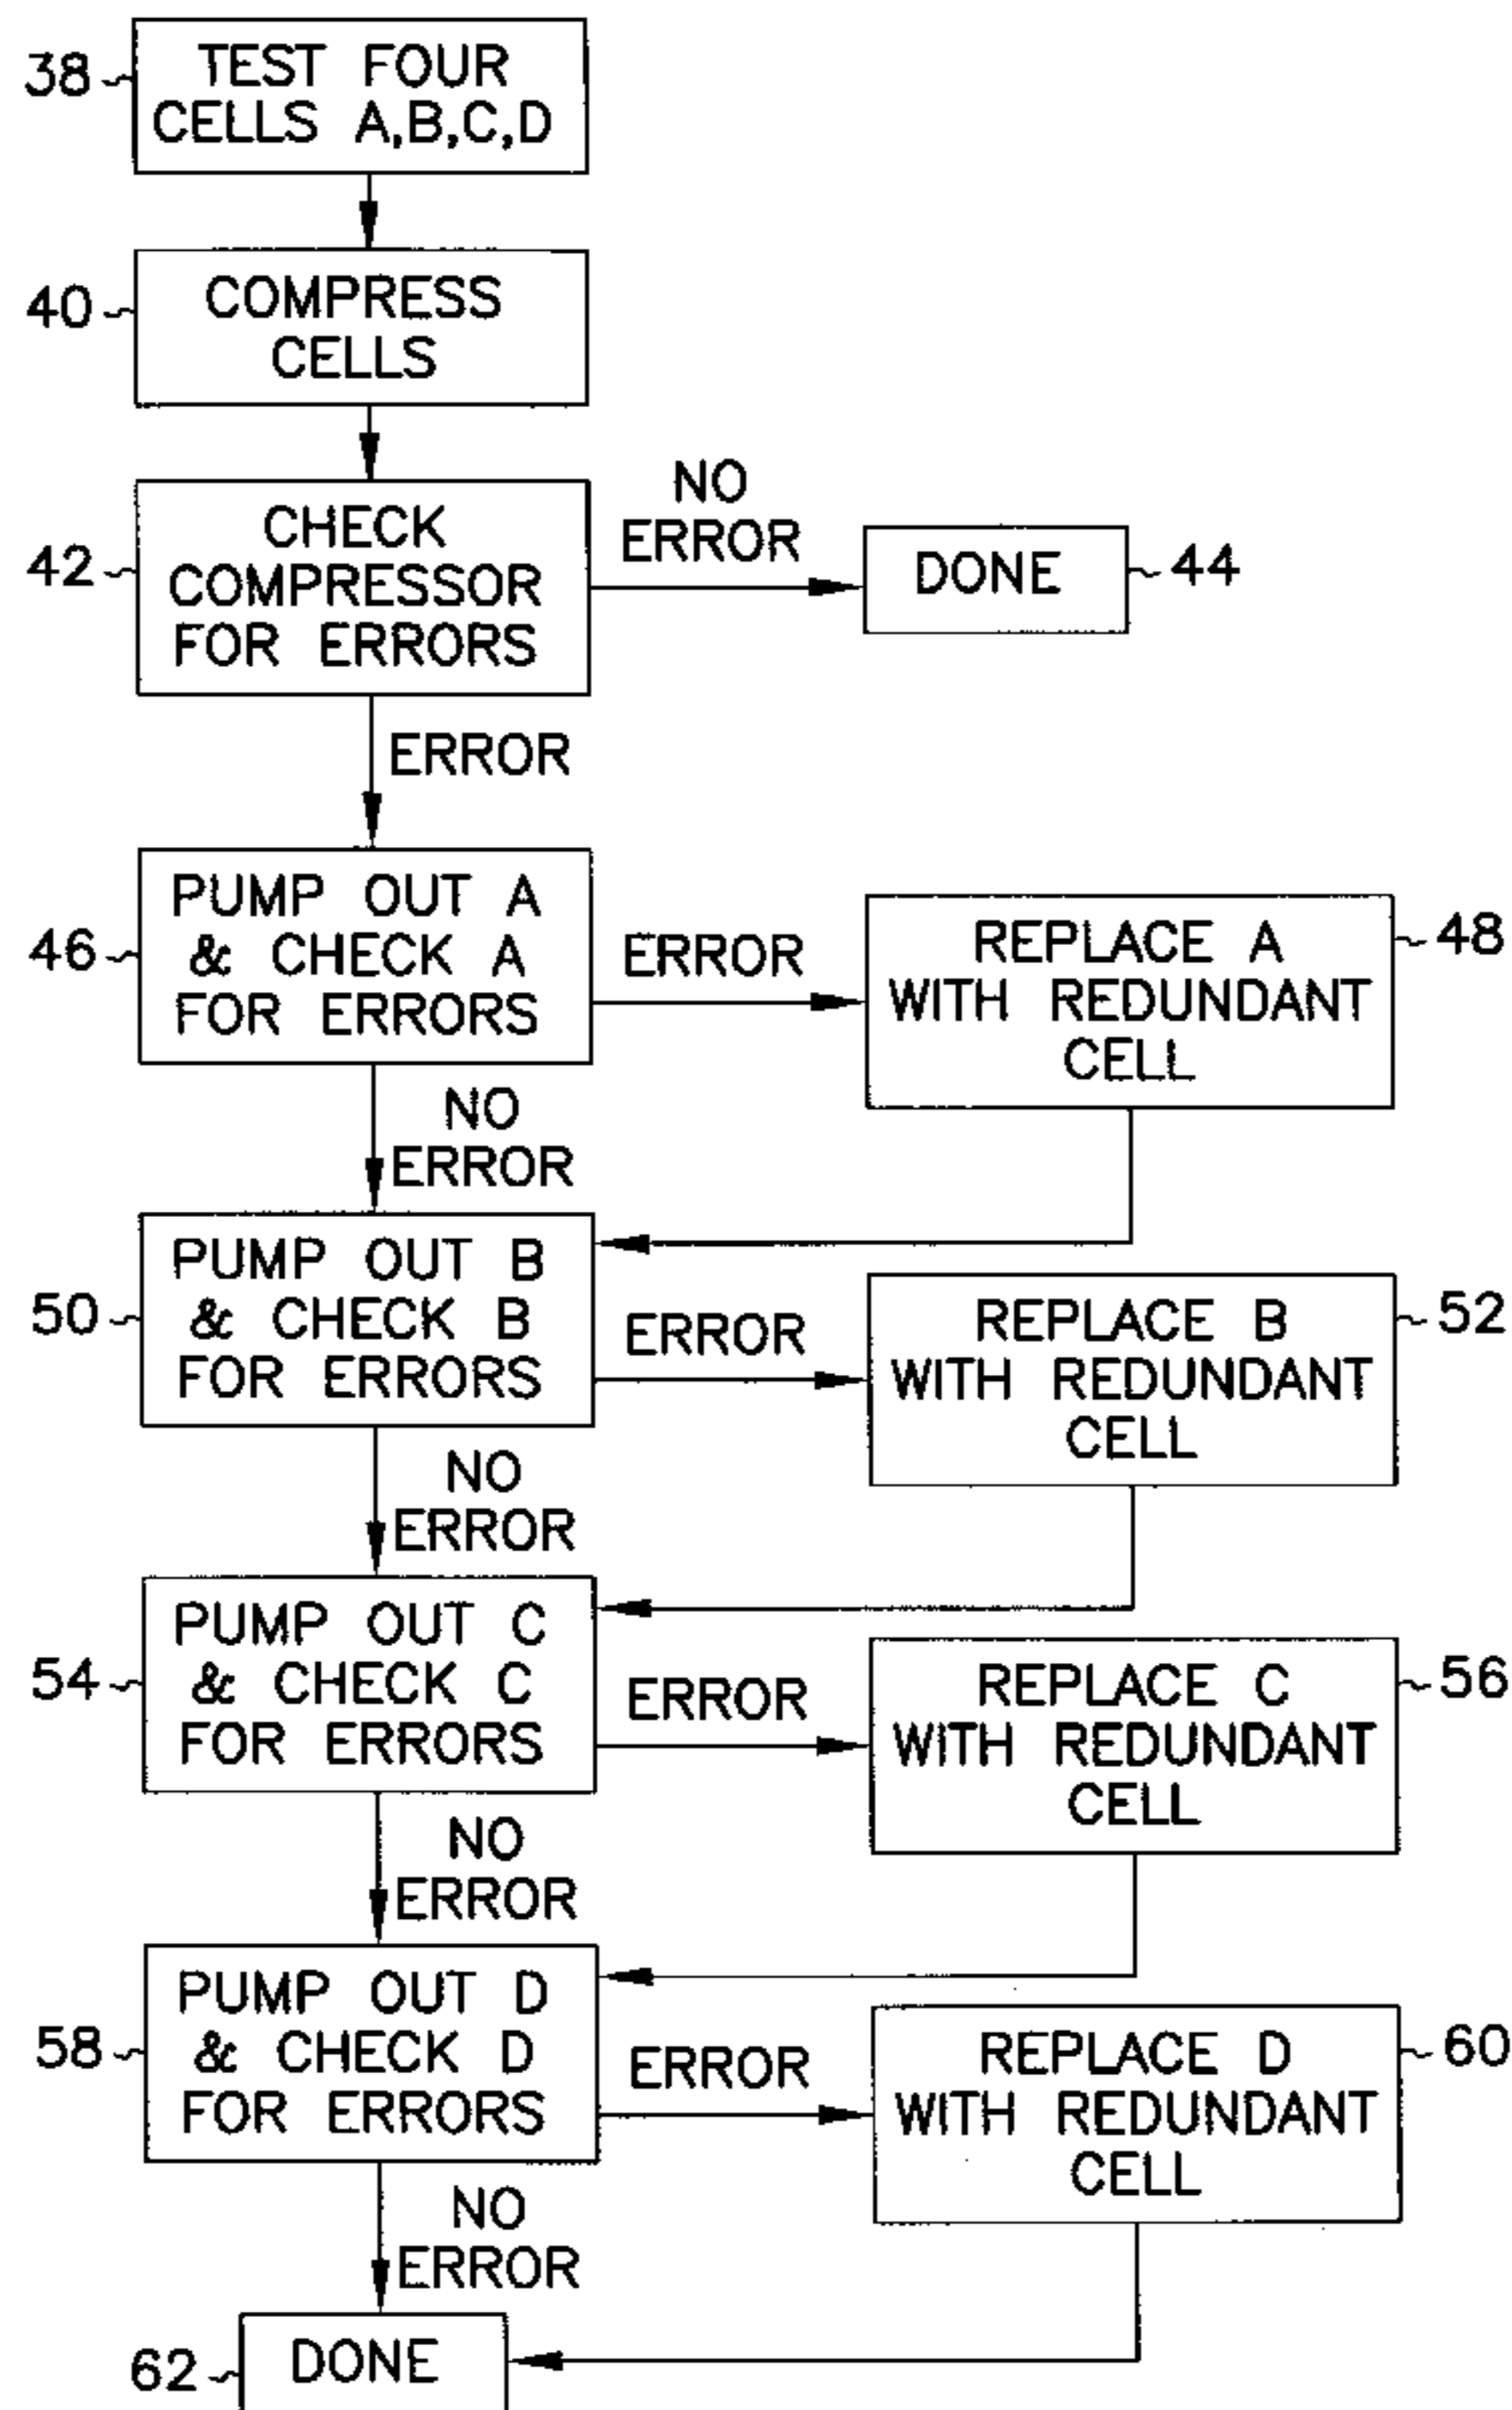 38
TEST FOUR
CELLS A,B,C,D
40
COMPRESS
CELLS
42
CHECK
COMPRESSOR
FOR ERRORS
NO
ERROR
DONE
44
ERROR
46
PUMP OUT A
& CHECK A
FOR ERRORS
ERROR
REPLACE A
WITH REDUNDANT
CELL
48
NO
ERROR
50
PUMP OUT B
& CHECK B
FOR ERRORS
ERROR
REPLACE B
WITH REDUNDANT
CELL
52
NO
ERROR
54
PUMP OUT C
& CHECK C
FOR ERRORS
ERROR
REPLACE C
WITH REDUNDANT
CELL
56
NO
ERROR
58
PUMP OUT D
& CHECK D
FOR ERRORS
ERROR
REPLACE D
WITH REDUNDANT
CELL
60
NO
ERROR
62
DONE